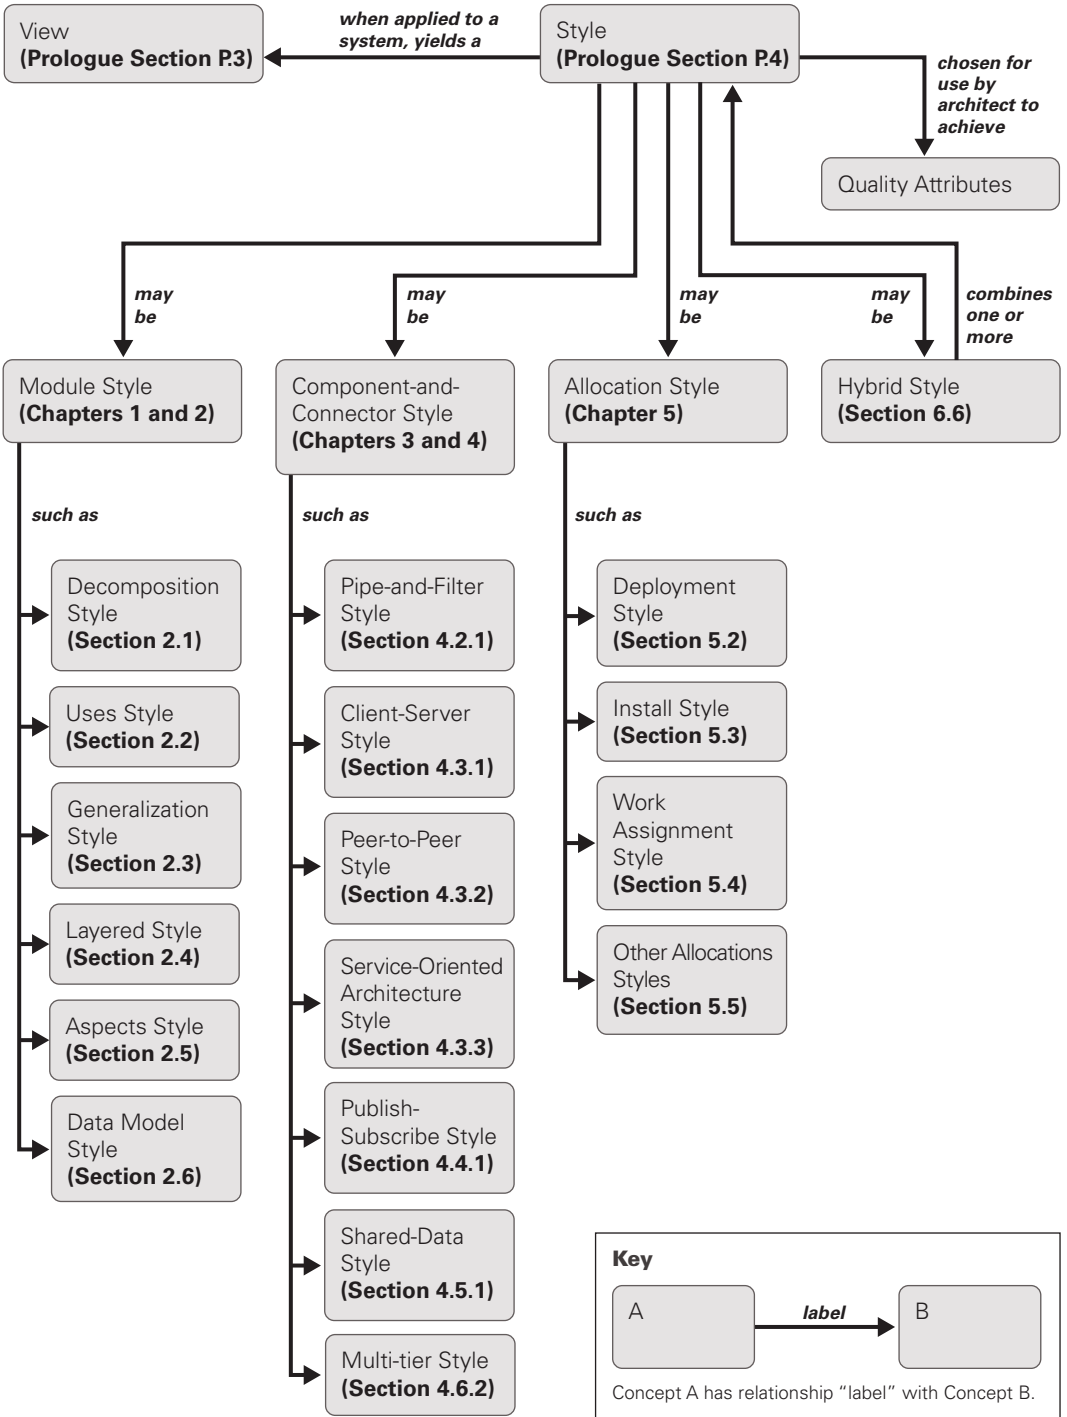 View
(Prologue Section P.3)
when applied to a
system, yields a
Style
(Prologue Section P.4)
chosen for
use by
architect to
achieve
Quality Attributes
may
be
may
be
may
be
may
be
combines
one or
more
Module Style
(Chapters 1 and 2)
Component-and-
Connector Style
(Chapters 3 and 4)
Allocation Style
(Chapter 5)
Hybrid Style
(Section 6.6)
such as
Decomposition
Style
(Section 2.1)
Uses Style
(Section 2.2)
Generalization
Style
(Section 2.3)
Layered Style
(Section 2.4)
Aspects Style
(Section 2.5)
Data Model
Style
(Section 2.6)
such as
Pipe-and-Filter
Style
(Section 4.2.1)
Client-Server
Style
(Section 4.3.1)
Peer-to-Peer
Style
(Section 4.3.2)
Service-Oriented
Architecture
Style
(Section 4.3.3)
Publish-
Subscribe Style
(Section 4.4.1)
Shared-Data
Style
(Section 4.5.1)
Multi-tier Style
(Section 4.6.2)
such as
Deployment
Style
(Section 5.2)
Install Style
(Section 5.3)
Work
Assignment
Style
(Section 5.4)
Other Allocations
Styles
(Section 5.5)
Key
A
label
B
Concept A has relationship “label” with Concept B.